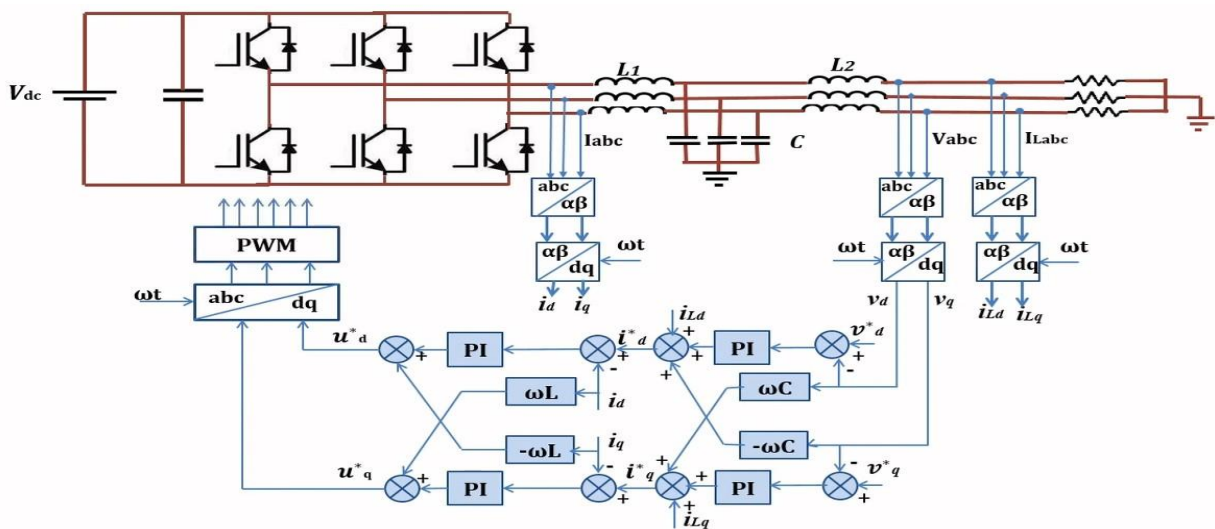 L1
L2
Vdc
Iabc
C
Vabc
ILabc
abc
αβ
abc
αβ
abc
αβ
PWM
ωt
αβ
dq
ωt
αβ
dq
αβ
dq
ωt
ωt
abc
dq
id
iq
vd
vq
iLd
iLq
iLd
u*d
+
PI
i*d
+
-
+
+
+
PI
v*d
+
-
ωL
id
ωC
-ωL
iq
-ωC
u*q
+
+
PI
i*q
-
+
+
+
+
PI
-
+
v*q
iLq